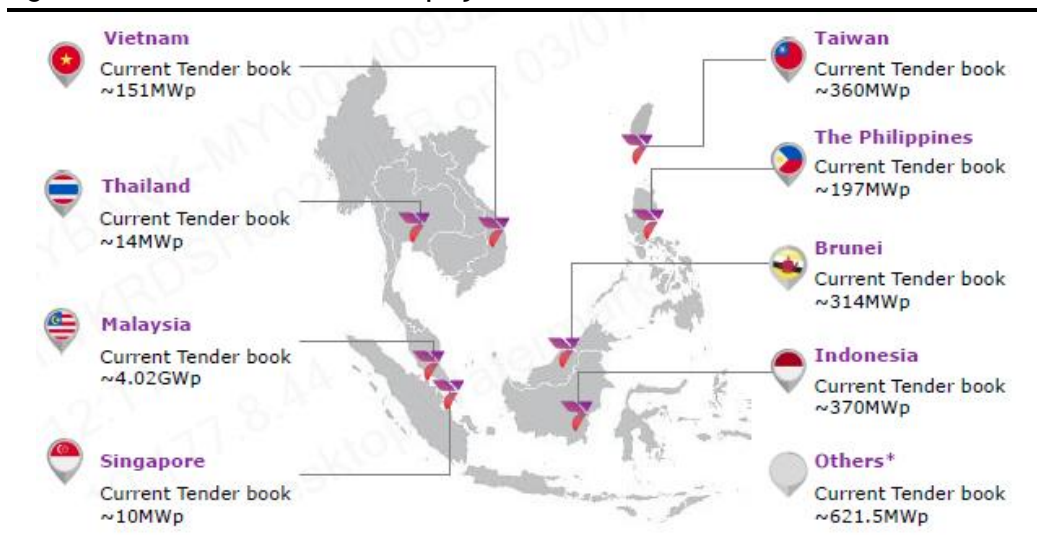 Vietnam
Current Tender book
~151MWp
Thailand
Current Tender book
~14MWp
Malaysia
Current Tender book
~4.02GWp
Singapore
Current Tender book
~10MWp
Taiwan
Current Tender book
~360MWp
The Philippines
Current Tender book
~197MWp
Brunei
Current Tender book
~314MWp
Indonesia
Current Tender book
~370MWp
Others*
Current Tender book
~621.5MWp